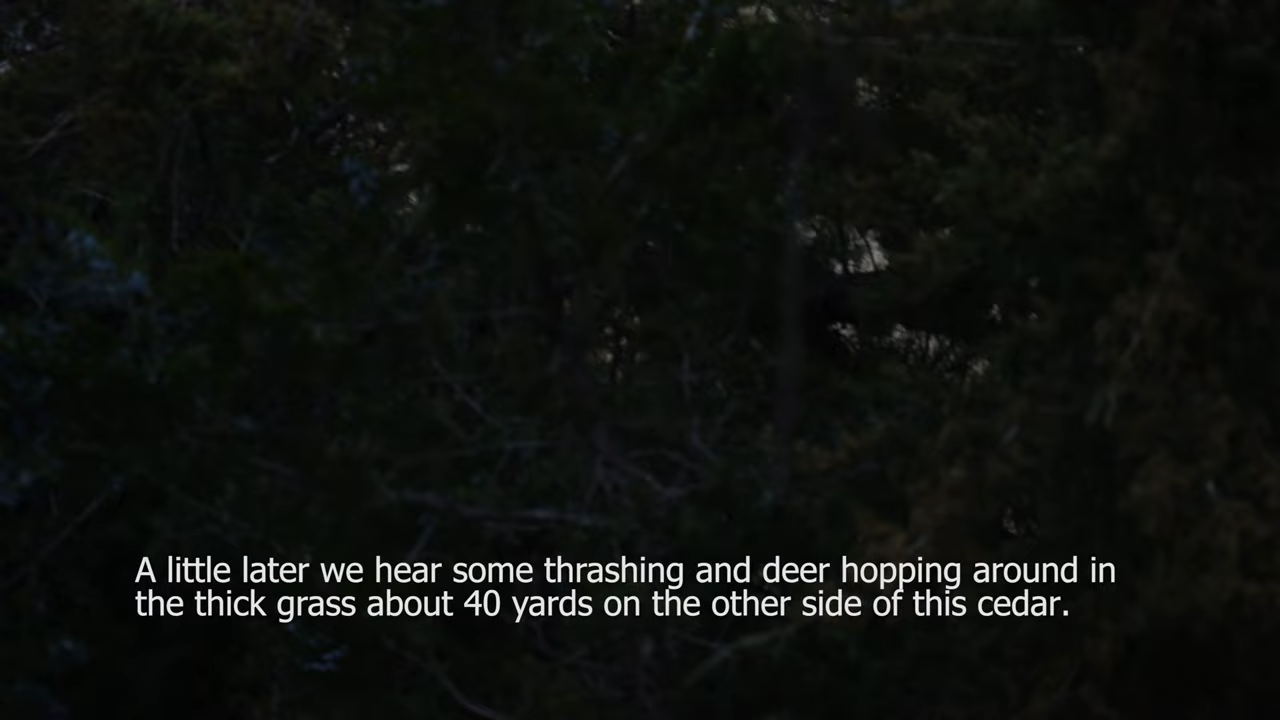 A little later we hear some thrashing and deer hopping around in
the thick grass about 40 yards on the other side of this cedar.